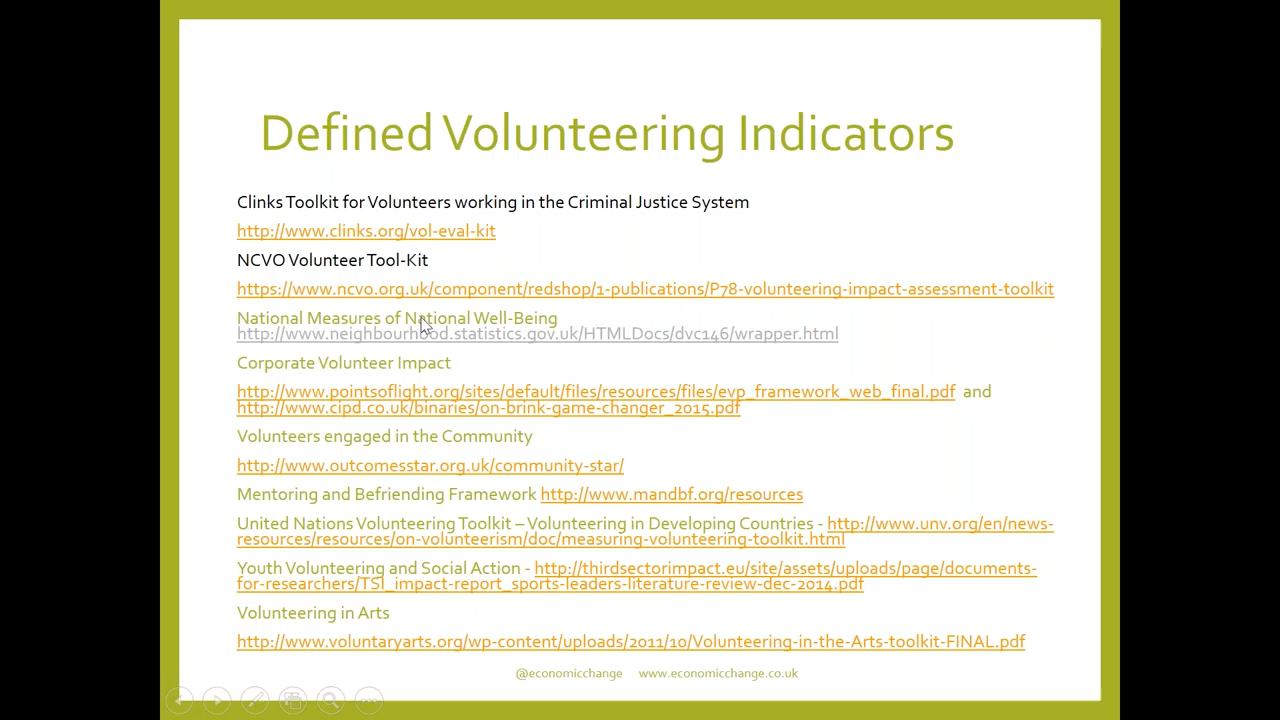 Defined Volunteering Indicators
Clinks Toolkit for Volunteers working in the Criminal Justice System
http://www.clinks.org/vol-eval-kit
NCVO Volunteer Tool-Kit
https://www.ncvo.org.uk/component/redshop/1-publications/P78-volunteering-impact-assessment-toolkit
National Measures of National Well-Being
http://www.neighbourhood.statistics.gov.uk/HTMLDocs/dvc146/wrapper.html
Corporate Volunteer Impact
http://www.pointsoflight.org/sites/default/files/resources/files/evp_framework_web_final.pdf and
http://www.cipd.co.uk/binaries/on-brink-game-changer_2015.pdf
Volunteers engaged in the Community
http://www.outcomesstar.org.uk/community-star/
Mentoring and Befriending Framework http://www.mandbf.org/resources
United Nations Volunteering Toolkit – Volunteering in Developing Countries - http://www.unv.org/en/news-
resources/resources/on-volunteerism/doc/measuring-volunteering-toolkit.html
Youth Volunteering and Social Action - http://thirdsectorimpact.eu/site/assets/uploads/page/documents-
for-researchers/TSI_impact-report_sports-leaders-literature-review-dec-2014.pdf
Volunteering in Arts
http://www.voluntaryarts.org/wp-content/uploads/2011/10/Volunteering-in-the-Arts-toolkit-FINAL.pdf
@economicchange www.economicchange.co.uk